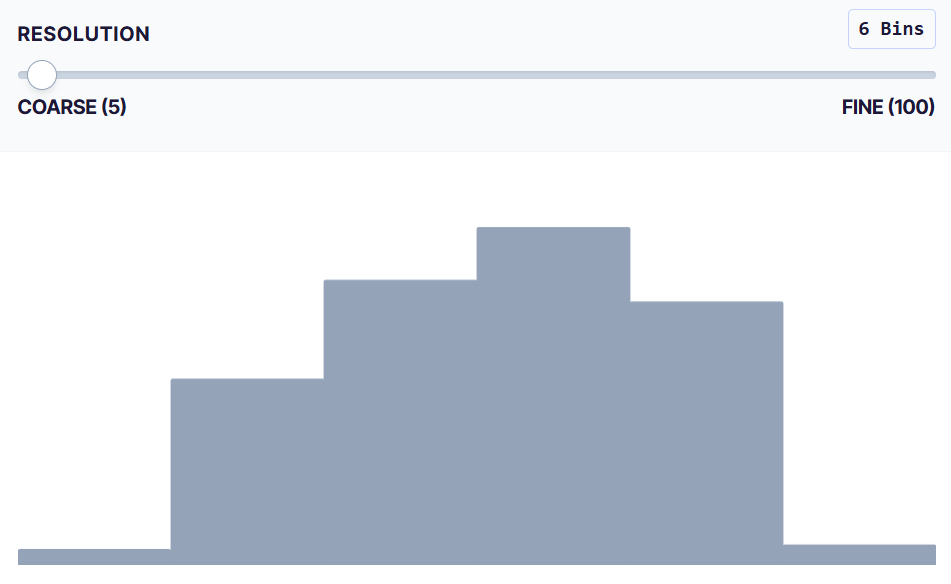 RESOLUTION
6 Bins
COARSE (5)
FINE (100)